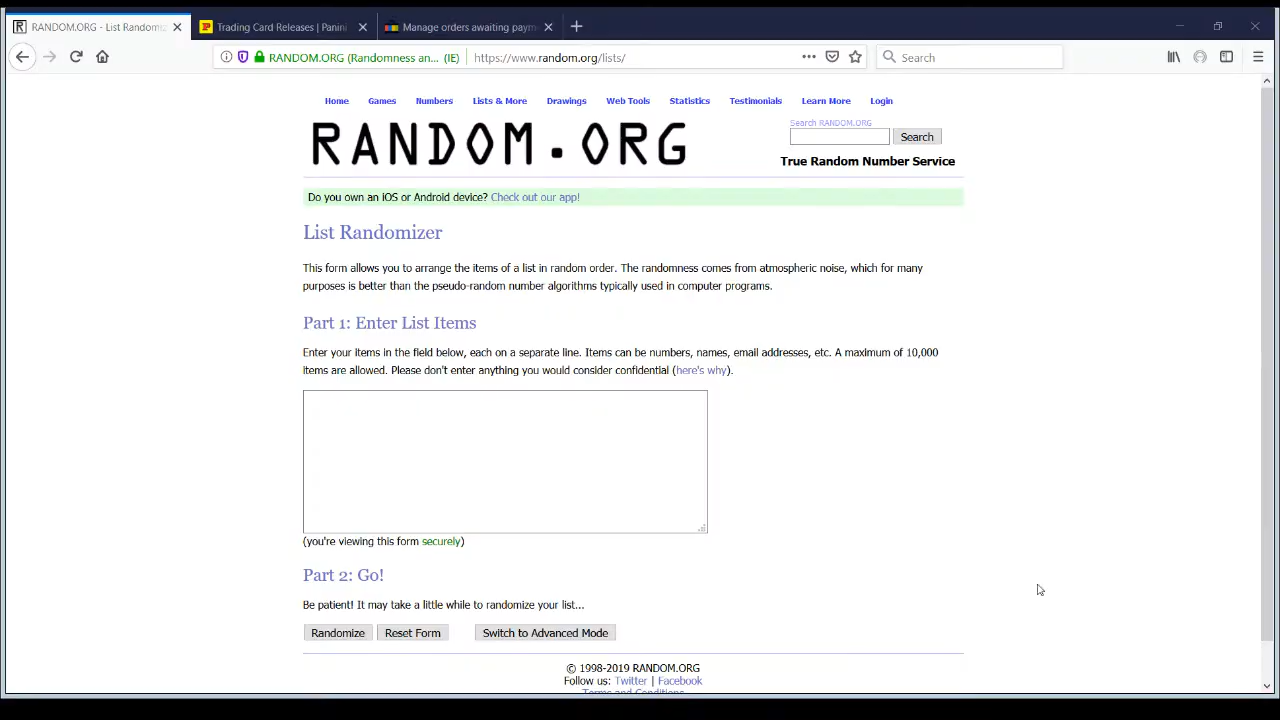 RANDOM.ORG - List Randomiz
Trading Card Releases | Panini
Manage orders awaiting paym
RANDOM.ORG (Randomness an... (IE)
https://www.random.org/lists/
Search
Home Games Numbers Lists & More Drawings Web Tools Statistics Testimonials Learn More Login
RANDOM.ORG
Search RANDOM.ORG
Search
True Random Number Service
Do you own an iOS or Android device? Check out our app!
List Randomizer
This form allows you to arrange the items of a list in random order. The randomness comes from atmospheric noise, which for many
purposes is better than the pseudo-random number algorithms typically used in computer programs.
Part 1: Enter List Items
Enter your items in the field below, each on a separate line. Items can be numbers, names, email addresses, etc. A maximum of 10,000
items are allowed. Please don't enter anything you would consider confidential (here's why).
(you're viewing this form securely)
Part 2: Go!
Be patient! It may take a little while to randomize your list...
Randomize Reset Form Switch to Advanced Mode
© 1998-2019 RANDOM.ORG
Follow us: Twitter | Facebook
Terms and Conditions